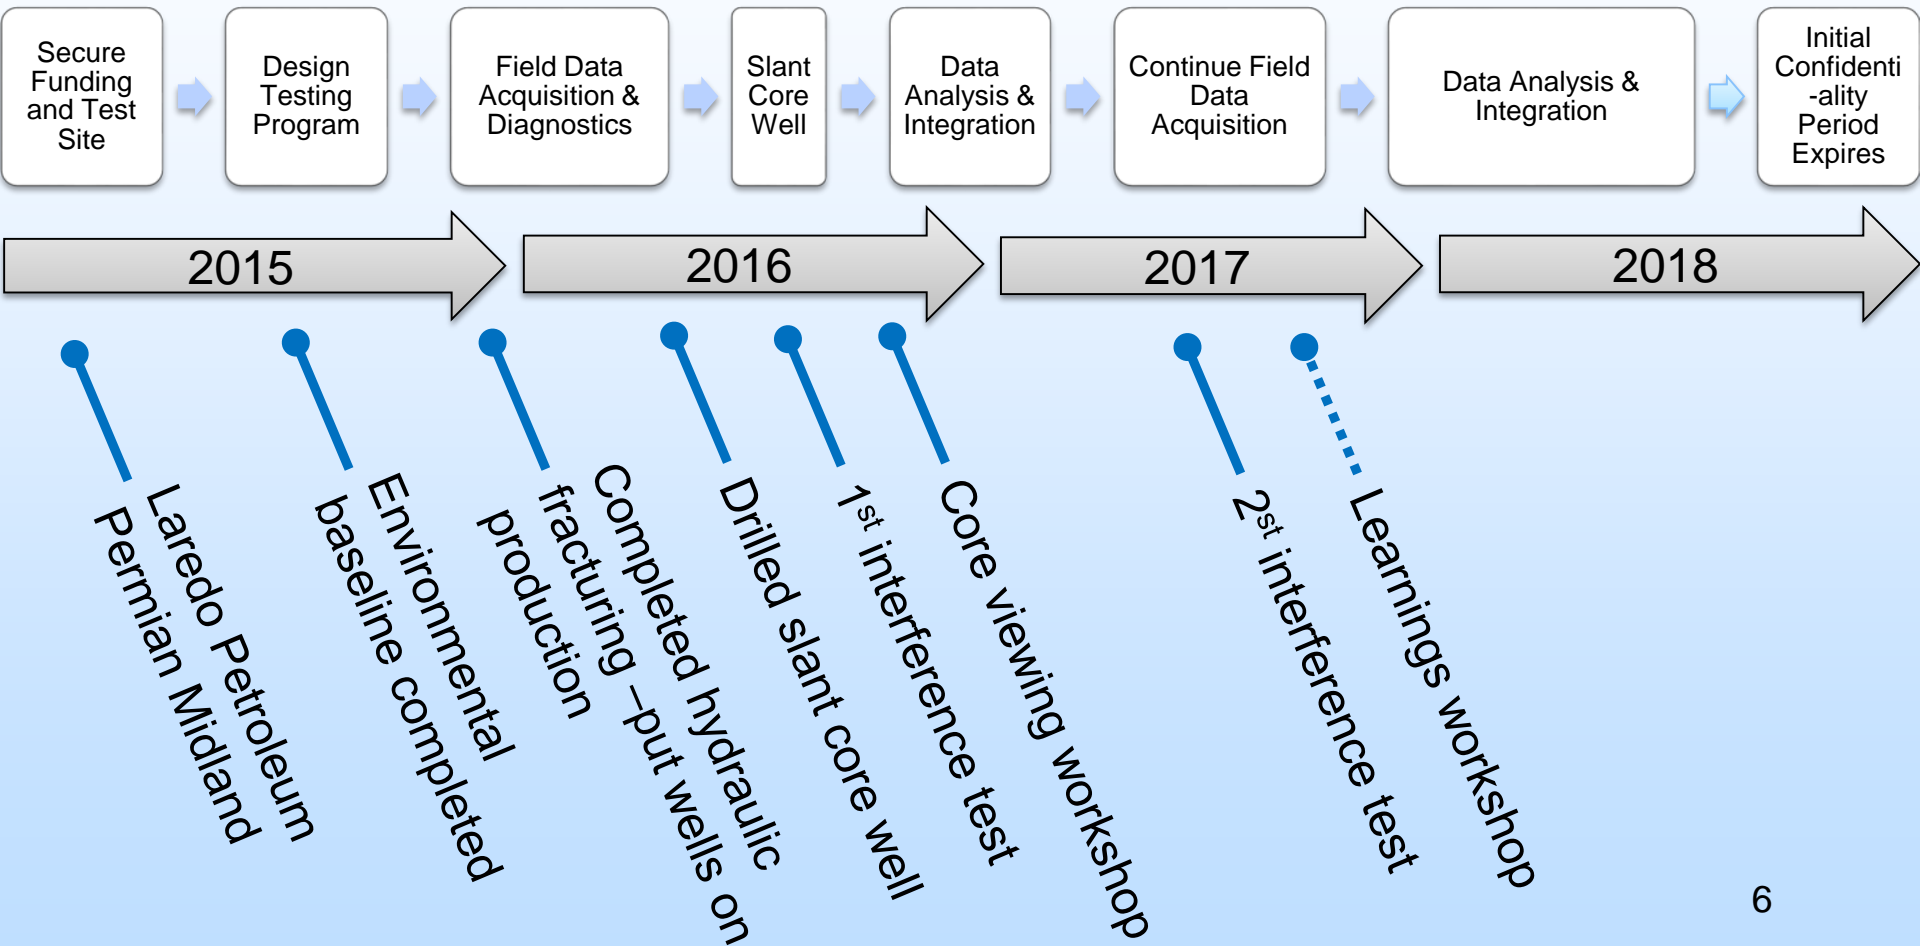 Secure
Funding
and Test
Site
Design
Testing
Program
Field Data
Acquisition &
Diagnostics
Slant
Core
Well
Data
Analysis &
Integration
Continue Field
Data
Acquisition
Data Analysis &
Integration
Initial
Confidenti
-ality
Period
Expires
2015
2016
2017
2018
Laredo Petroleum
Permian Midland
Environmental
baseline completed
Completed hydraulic
fracturing –put wells on
production
Drilled slant core well
1st interference test
Core viewing workshop
2st interference test
Learnings workshop
6